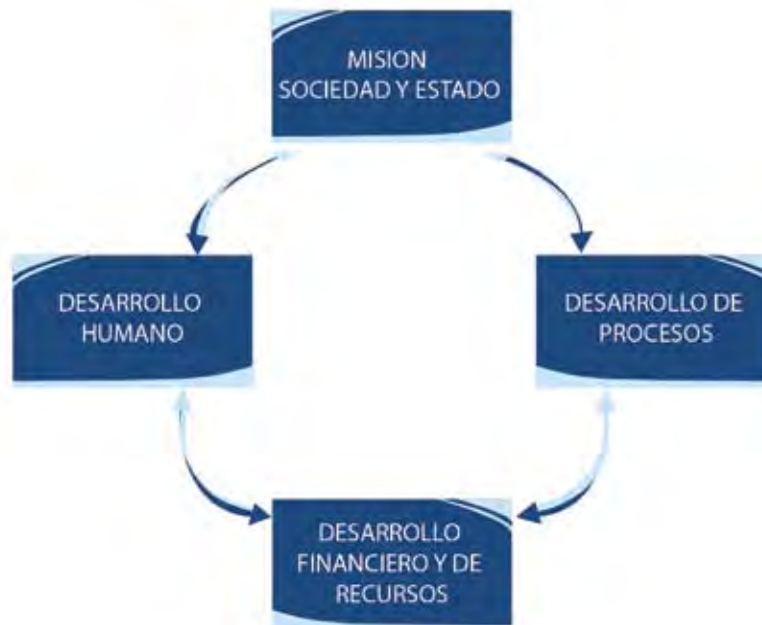 MISION
SOCIEDAD Y ESTADO
DESARROLLO
HUMANO
DESARROLLO DE
PROCESOS
DESARROLLO
FINANCIERO Y DE
RECURSOS